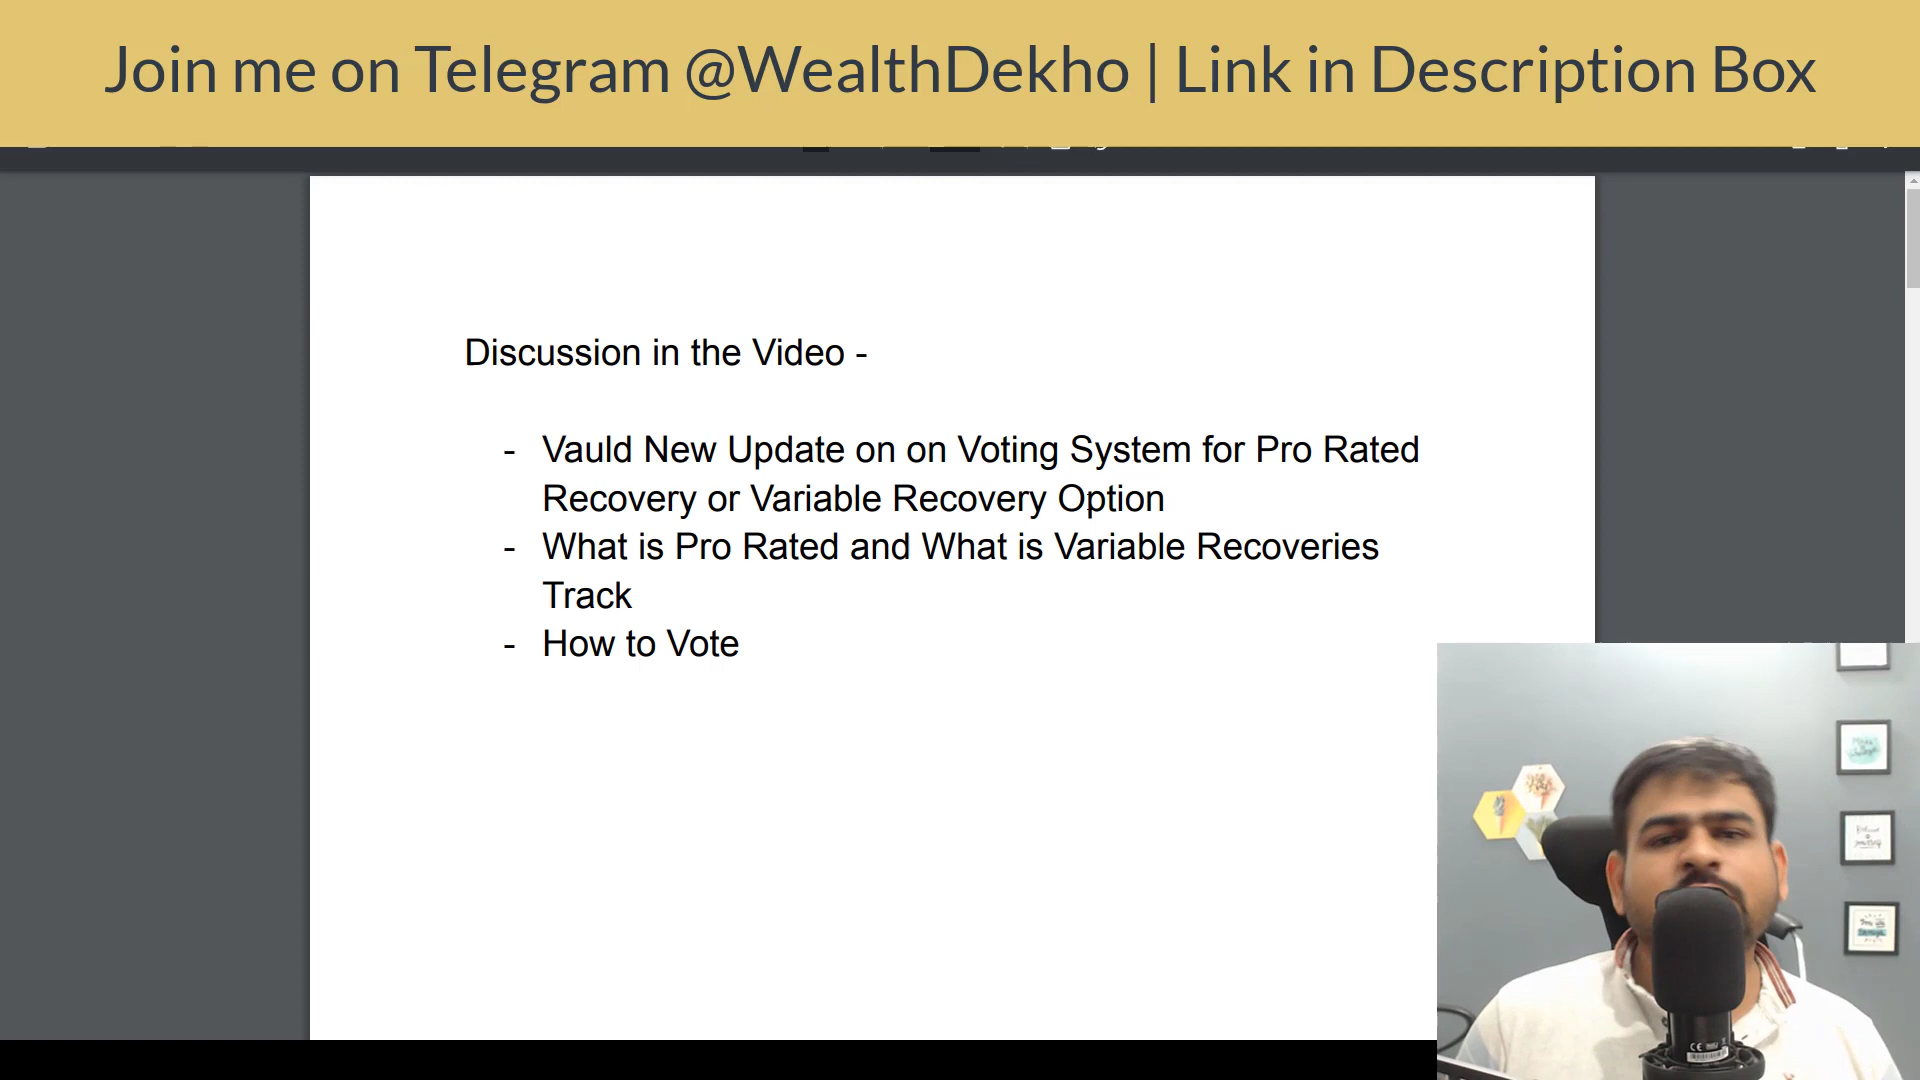 Join me on Telegram @WealthDekho | Link in Description Box
Discussion in the Video -
- Vauld New Update on on Voting System for Pro Rated
Recovery or Variable Recovery Option
- What is Pro Rated and What is Variable Recoveries
Track
- How to Vote